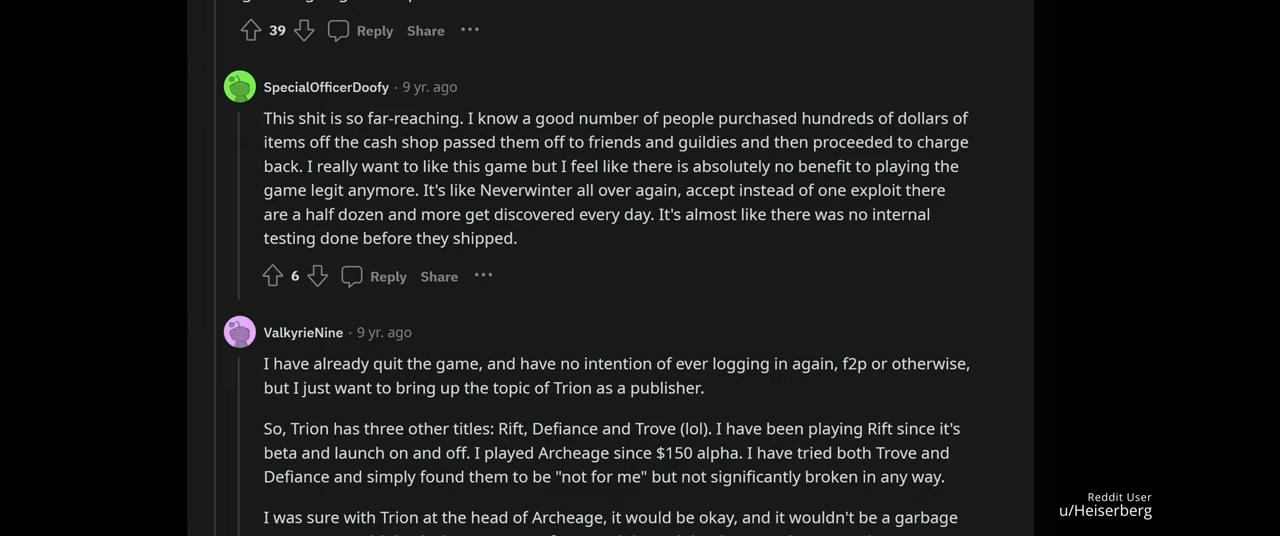 39 Reply Share
SpecialOfficerDoofy · 9 yr. ago
This shit is so far-reaching. I know a good number of people purchased hundreds of dollars of
items off the cash shop passed them off to friends and guildies and then proceeded to charge
back. I really want to like this game but I feel like there is absolutely no benefit to playing the
game legit anymore. It's like Neverwinter all over again, accept instead of one exploit there
are a half dozen and more get discovered every day. It's almost like there was no internal
testing done before they shipped.
6 Reply Share
ValkyrieNine · 9 yr. ago
I have already quit the game, and have no intention of ever logging in again, f2p or otherwise,
but I just want to bring up the topic of Trion as a publisher.
So, Trion has three other titles: Rift, Defiance and Trove (lol). I have been playing Rift since it's
beta and launch on and off. I played Archeage since $150 alpha. I have tried both Trove and
Defiance and simply found them to be "not for me" but not significantly broken in any way.
I was sure with Trion at the head of Archeage, it would be okay, and it wouldn't be a garbage
Reddit User
u/Heiserberg